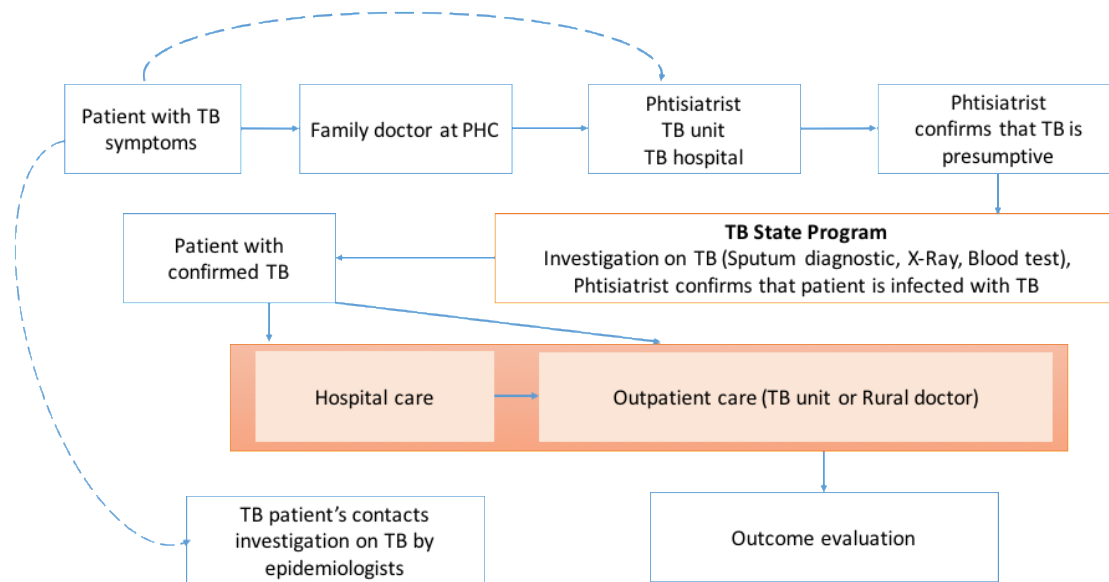 Patient with TB
symptoms
Family doctor at PHC
Phtisiatrist
TB unit
TB hospital
Phtisiatrist
confirms that TB is
presumptive
TB State Program
Investigation on TB (Sputum diagnostic, X-Ray, Blood test),
Phtisiatrist confirms that patient is infected with TB
Patient with
confirmed TB
Hospital care
Outpatient care (TB unit or Rural doctor)
TB patient’s contacts
investigation on TB by
epidemiologists
Outcome evaluation